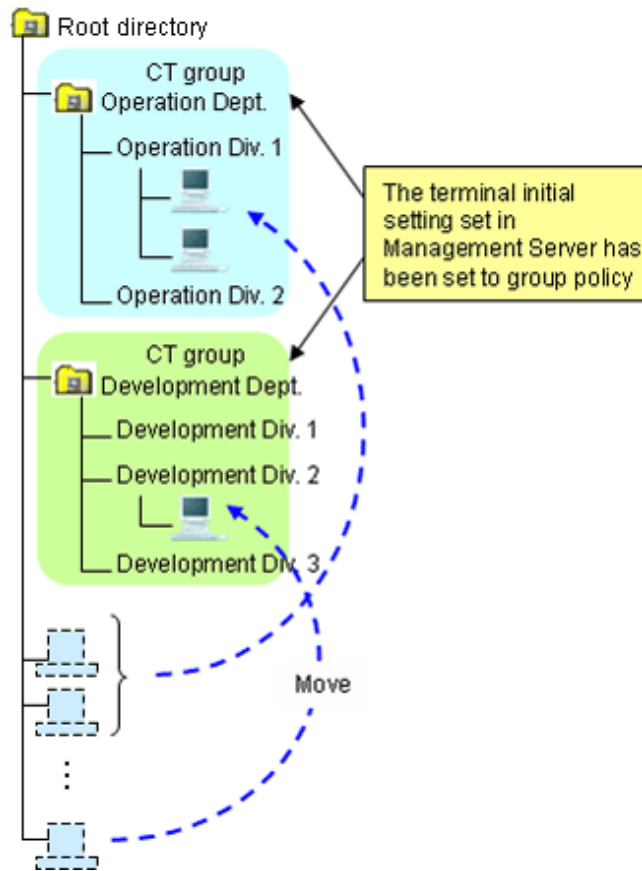 Root directory
CT group
Operation Dept.
Operation Div. 1
Operation Div. 2
The terminal initial
setting set in
Management Server has
been set to group policy
CT group
Development Dept.
Development Div. 1
Development Div. 2
Development Div. 3
Move